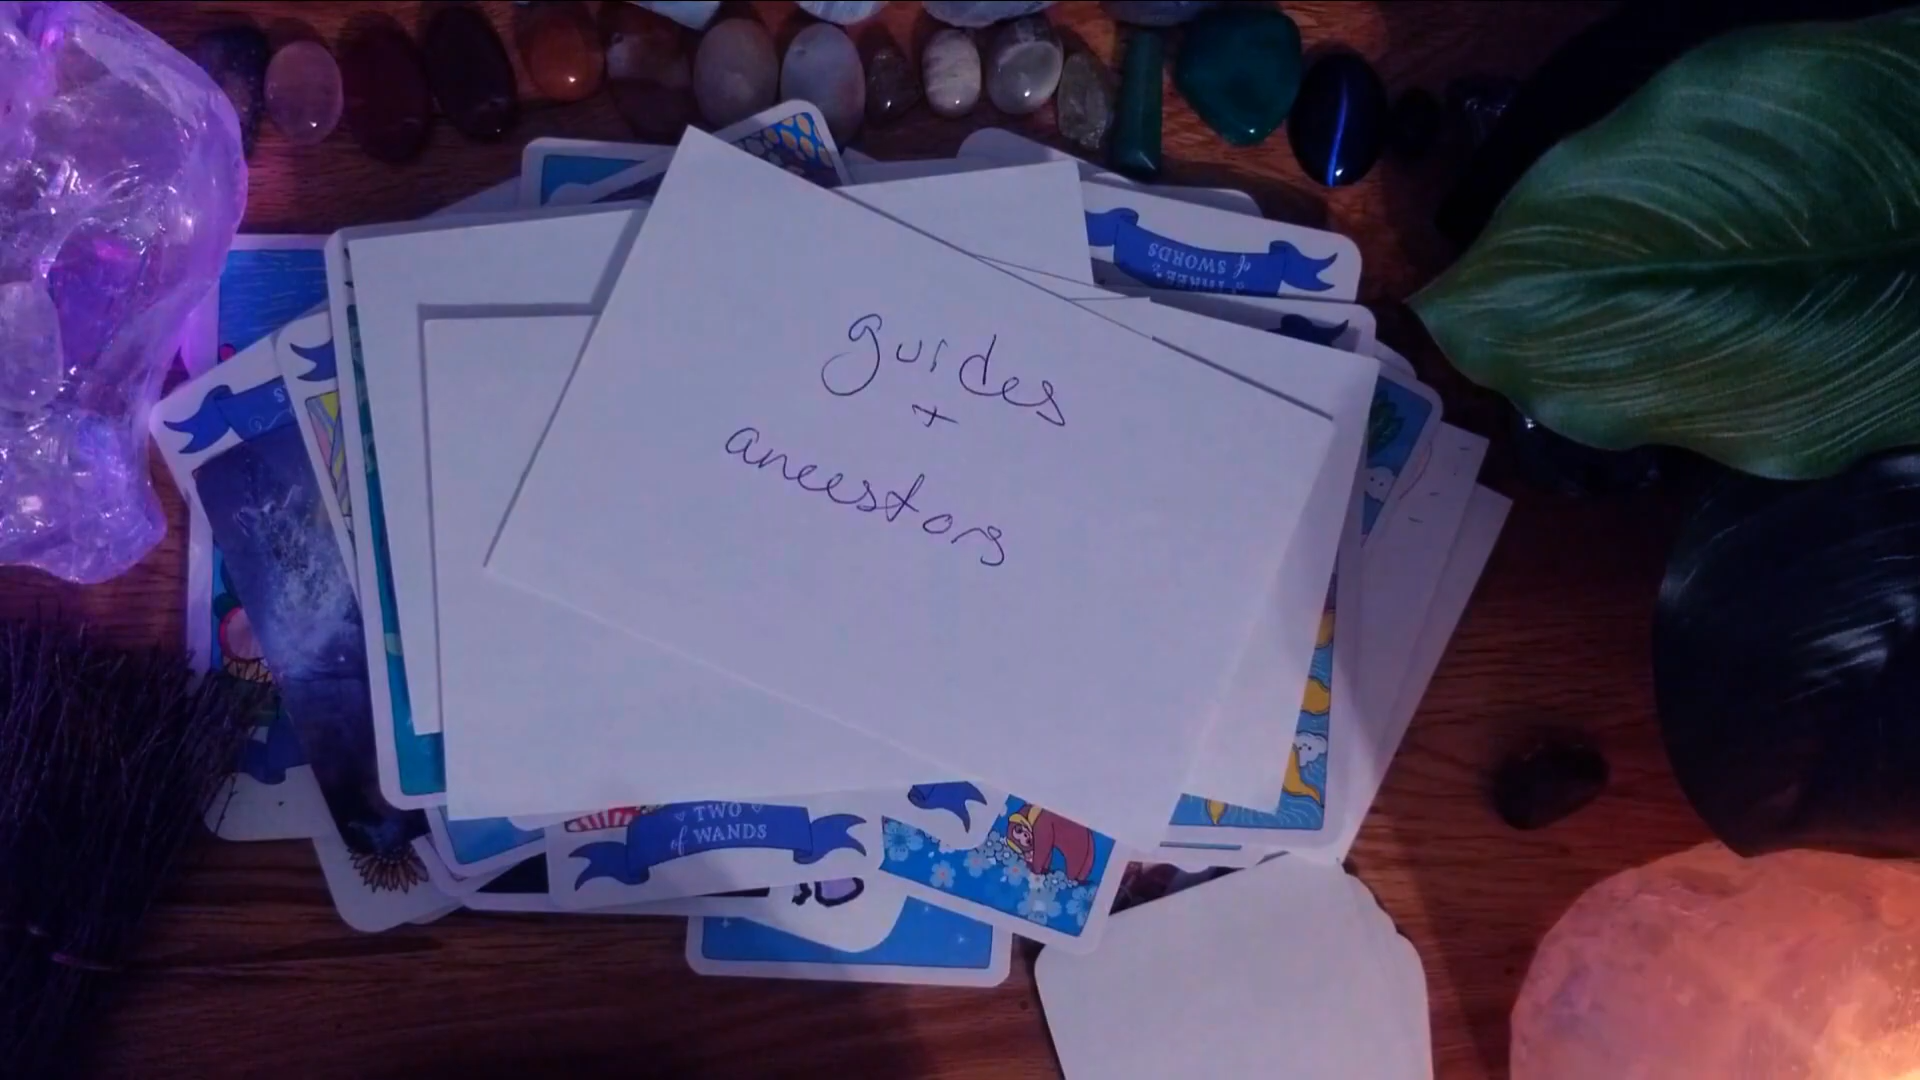 THREE
of SWORDS
guides
+
ancestors
TWO
of WANDS